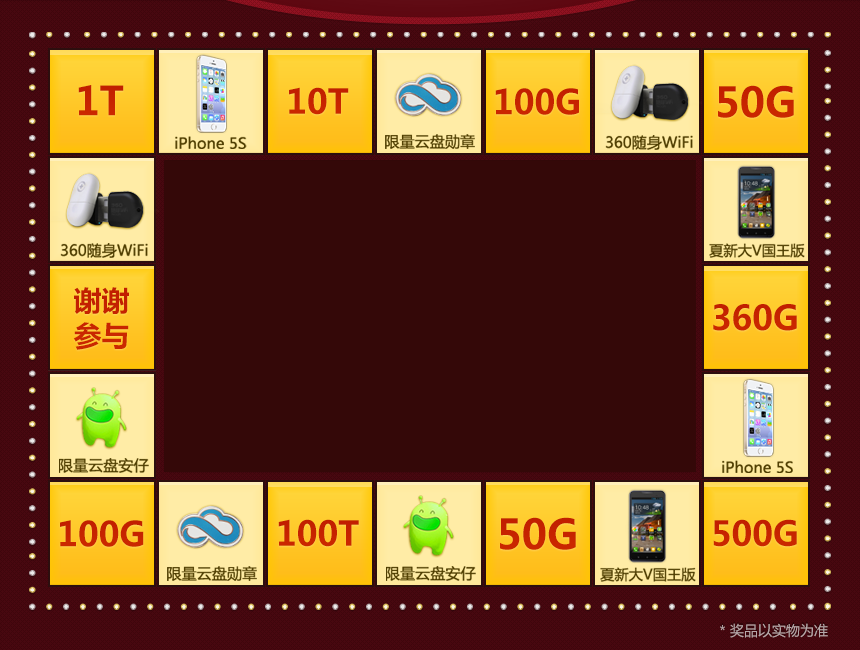 1T
iPhone 5S
10T
限量云盘勋章
100G
360随身WiFi
50G
360随身WiFi
夏新大V国王版
谢谢
参与
360G
限量云盘安仔
iPhone 5S
100G
限量云盘勋章
100T
限量云盘安仔
50G
夏新大V国王版
500G
* 奖品以实物为准